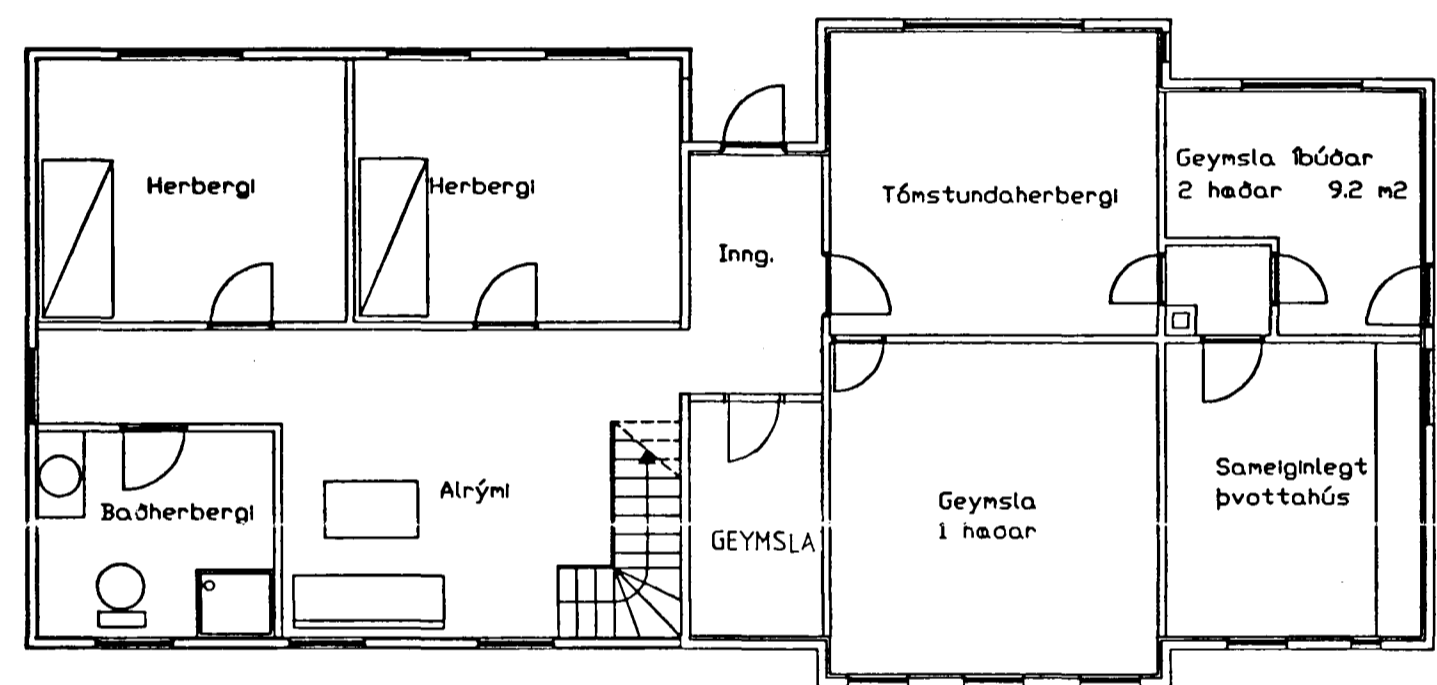 Herbergi
Herbergi
Inng.
Tómstundaherbergi
Geymsla íbúðar
2 hæðar 9.2 m2
Baðherbergi
Alrými
GEYMSLA
Geymsla
1 hæðar
Sameiginlegt
þvottahús